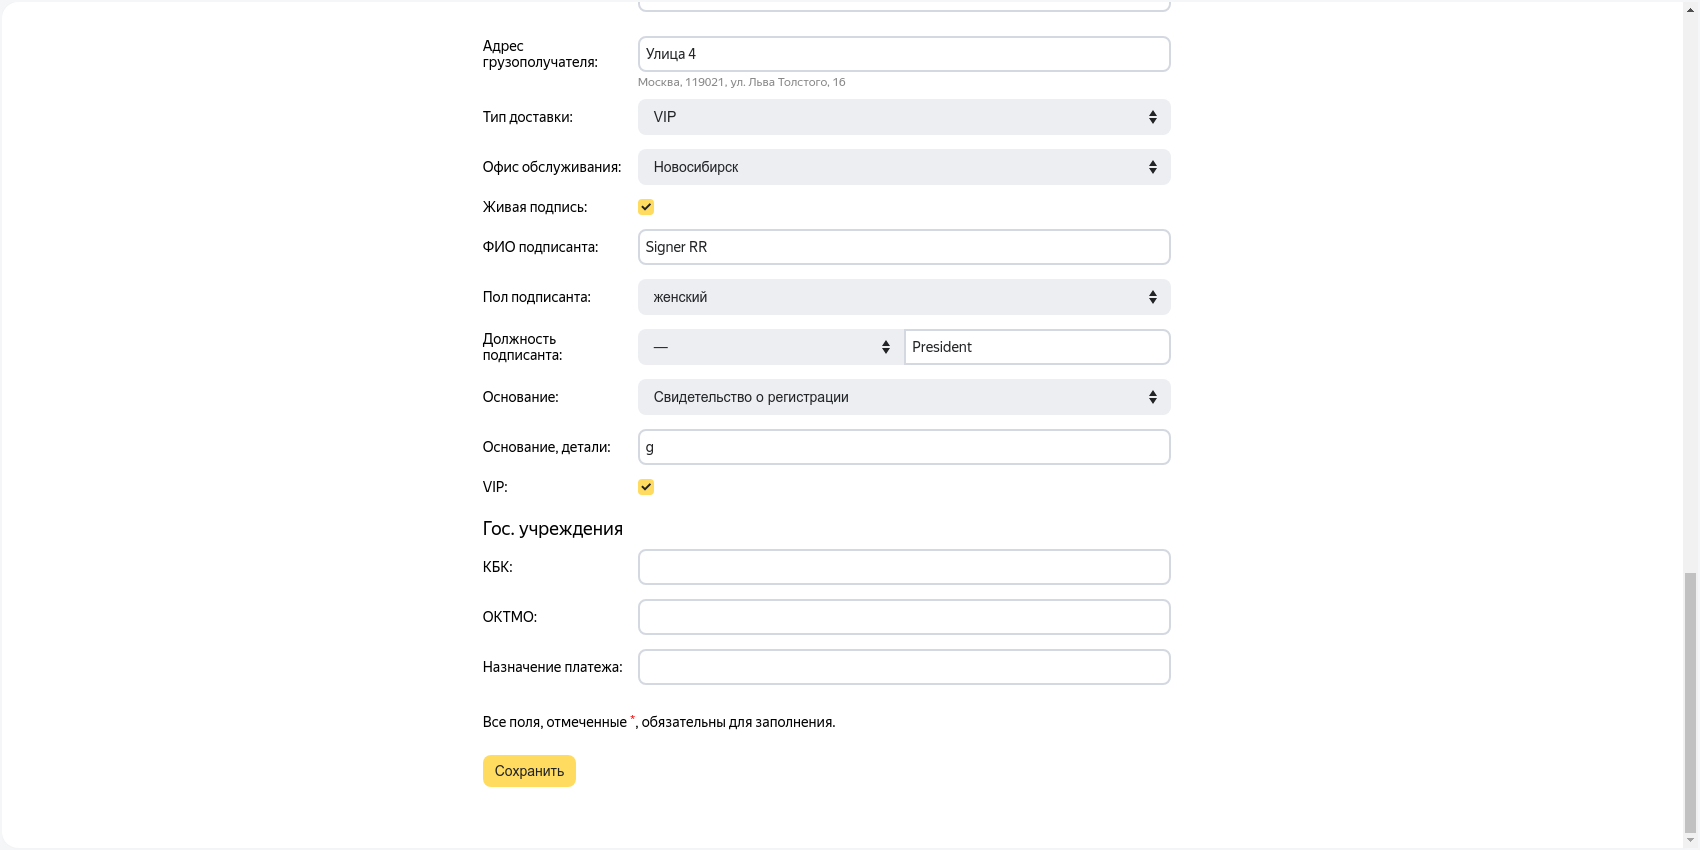 Адрес
грузополучателя:
Улица 4
Москва, 119021, ул. Льва Толстого, 16
Тип доставки:
VIP
Офис обслуживания:
Новосибирск
Живая подпись:
ФИО подписанта:
Signer RR
Пол подписанта:
женский
Должность
подписанта:
—
President
Основание:
Свидетельство о регистрации
Основание, детали:
g
VIP:
Гос. учреждения
КБК:
ОКТМО:
Назначение платежа:
Все поля, отмеченные *, обязательны для заполнения.
Сохранить